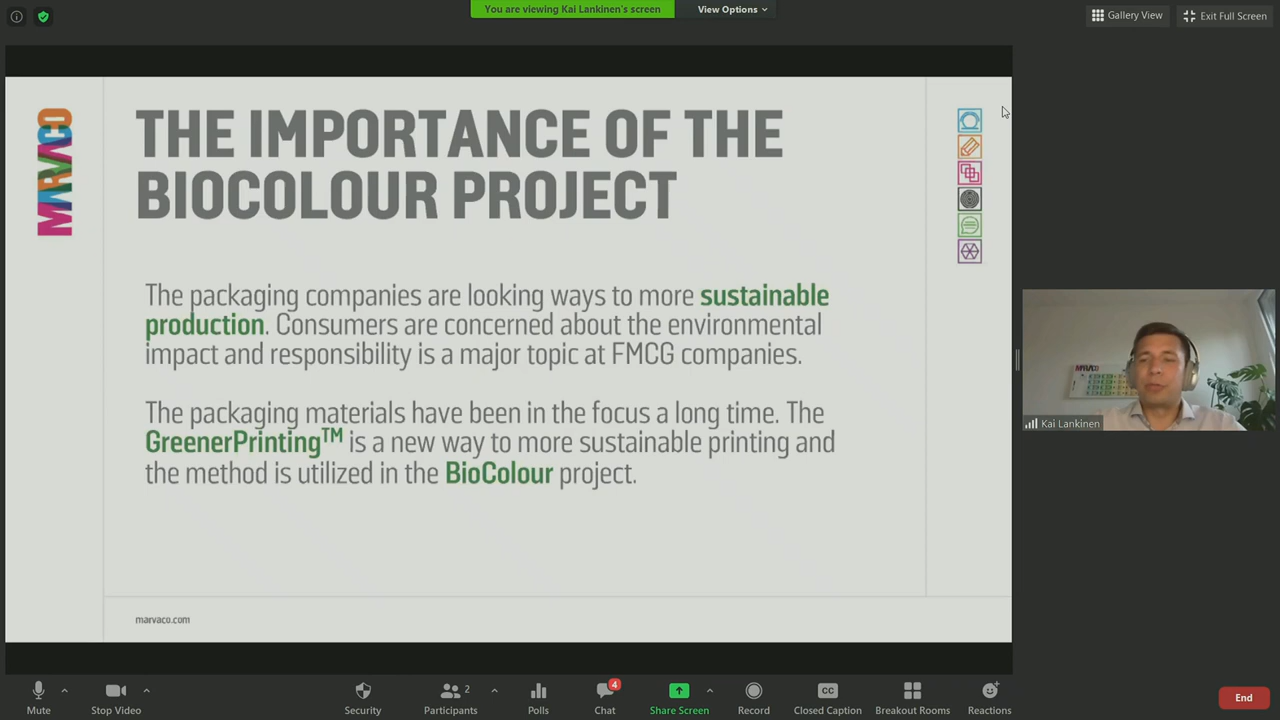 You are viewing Kai Lankinen's screen
View Options
Gallery View
Exit Full Screen
MARVACO
THE IMPORTANCE OF THE
BIOCOLOUR PROJECT
The packaging companies are looking ways to more sustainable
production. Consumers are concerned about the environmental
impact and responsibility is a major topic at FMCG companies.
The packaging materials have been in the focus a long time. The
GreenerPrinting™ is a new way to more sustainable printing and
the method is utilized in the BioColour project.
marvaco.com
MARVACO
Kai Lankinen
Mute
Stop Video
Security
2
Participants
Polls
4
Chat
Share Screen
Record
CC
Closed Caption
Breakout Rooms
Reactions
End